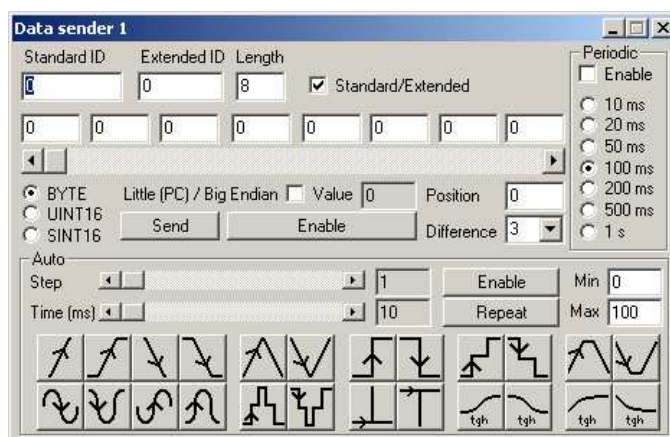 Data sender 1
Standard ID Extended ID Length
0 0 8 Standard/Extended
0 0 0 0 0 0 0 0
Periodic
Enable
10 ms
20 ms
50 ms
100 ms
200 ms
500 ms
1 s
BYTE Little (PC) / Big Endian Value 0 Position 0
UINT16
SINT16
Send Enable Difference 3
Auto
Step 1 Enable Min 0
Time (ms) 10 Repeat Max 100
tgh tgh tgh tgh